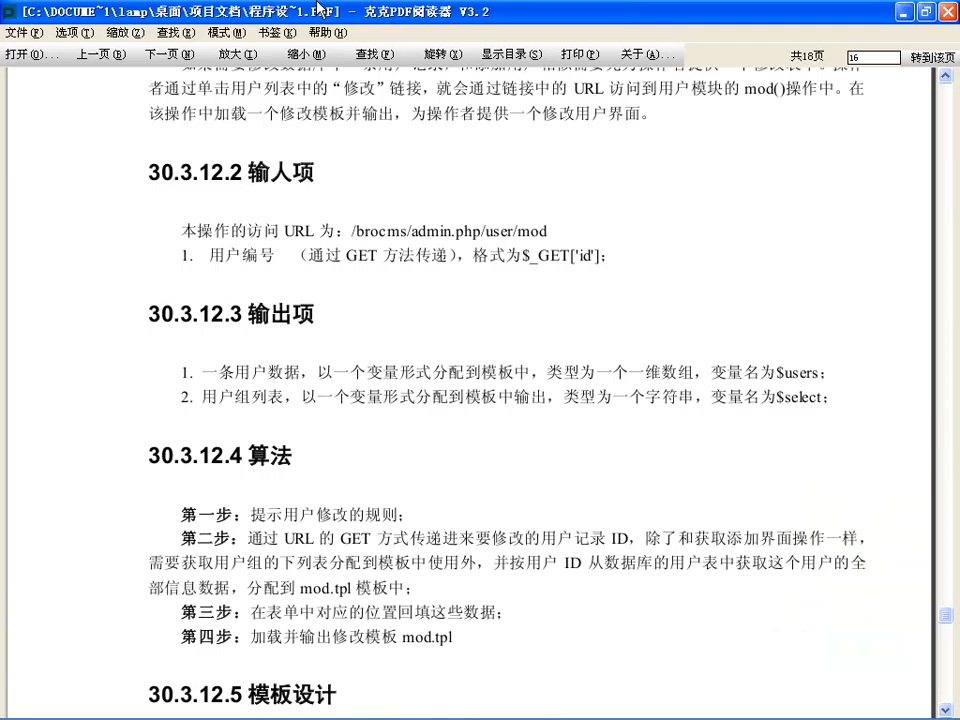 [C:\DOCUME~1\lamp\桌面\项目文档\程序设~1.PDF] - 克克PDF阅读器 V3.2
文件(F) 选项(T) 缩放(Z) 查找(F) 模式(M) 书签(K) 帮助(H)
打开(O)... 上一页(B) 下一页(N) 放大(I) 缩小(M) 查找(F) 旋转(X) 显示目录(S) 打印(P) 关于(A)... 共18页 16 转到该页
者通过单击用户列表中的“修改”链接，就会通过链接中的 URL 访问到用户模块的 mod()操作中。在
该操作中加载一个修改模板并输出，为操作者提供一个修改用户界面。
30.3.12.2 输人项
本操作的访问 URL 为：/brocms/admin.php/user/mod
1. 用户编号 （通过 GET 方法传递），格式为$_GET['id']；
30.3.12.3 输出项
1. 一条用户数据，以一个变量形式分配到模板中，类型为一个一维数组，变量名为$users；
2. 用户组列表，以一个变量形式分配到模板中输出，类型为一个字符串，变量名为$select；
30.3.12.4 算法
第一步：提示用户修改的规则；
第二步：通过 URL 的 GET 方式传递进来要修改的用户记录 ID，除了和获取添加界面操作一样，
需要获取用户组的下列表分配到模板中使用外，并按用户 ID 从数据库的用户表中获取这个用户的全
部信息数据，分配到 mod.tpl 模板中；
第三步：在表单中对应的位置回填这些数据；
第四步：加载并输出修改模板 mod.tpl
30.3.12.5 模板设计